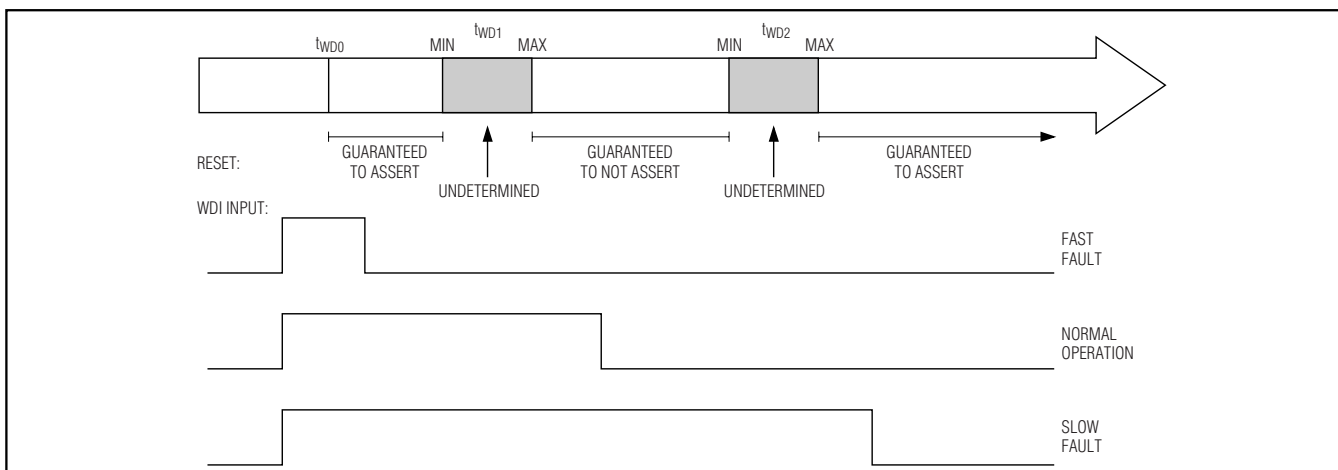 tWD0
MIN
tWD1
MAX
MIN
tWD2
MAX
RESET:
GUARANTEED
TO ASSERT
UNDETERMINED
GUARANTEED
TO NOT ASSERT
UNDETERMINED
GUARANTEED
TO ASSERT
WDI INPUT:
FAST
FAULT
NORMAL
OPERATION
SLOW
FAULT